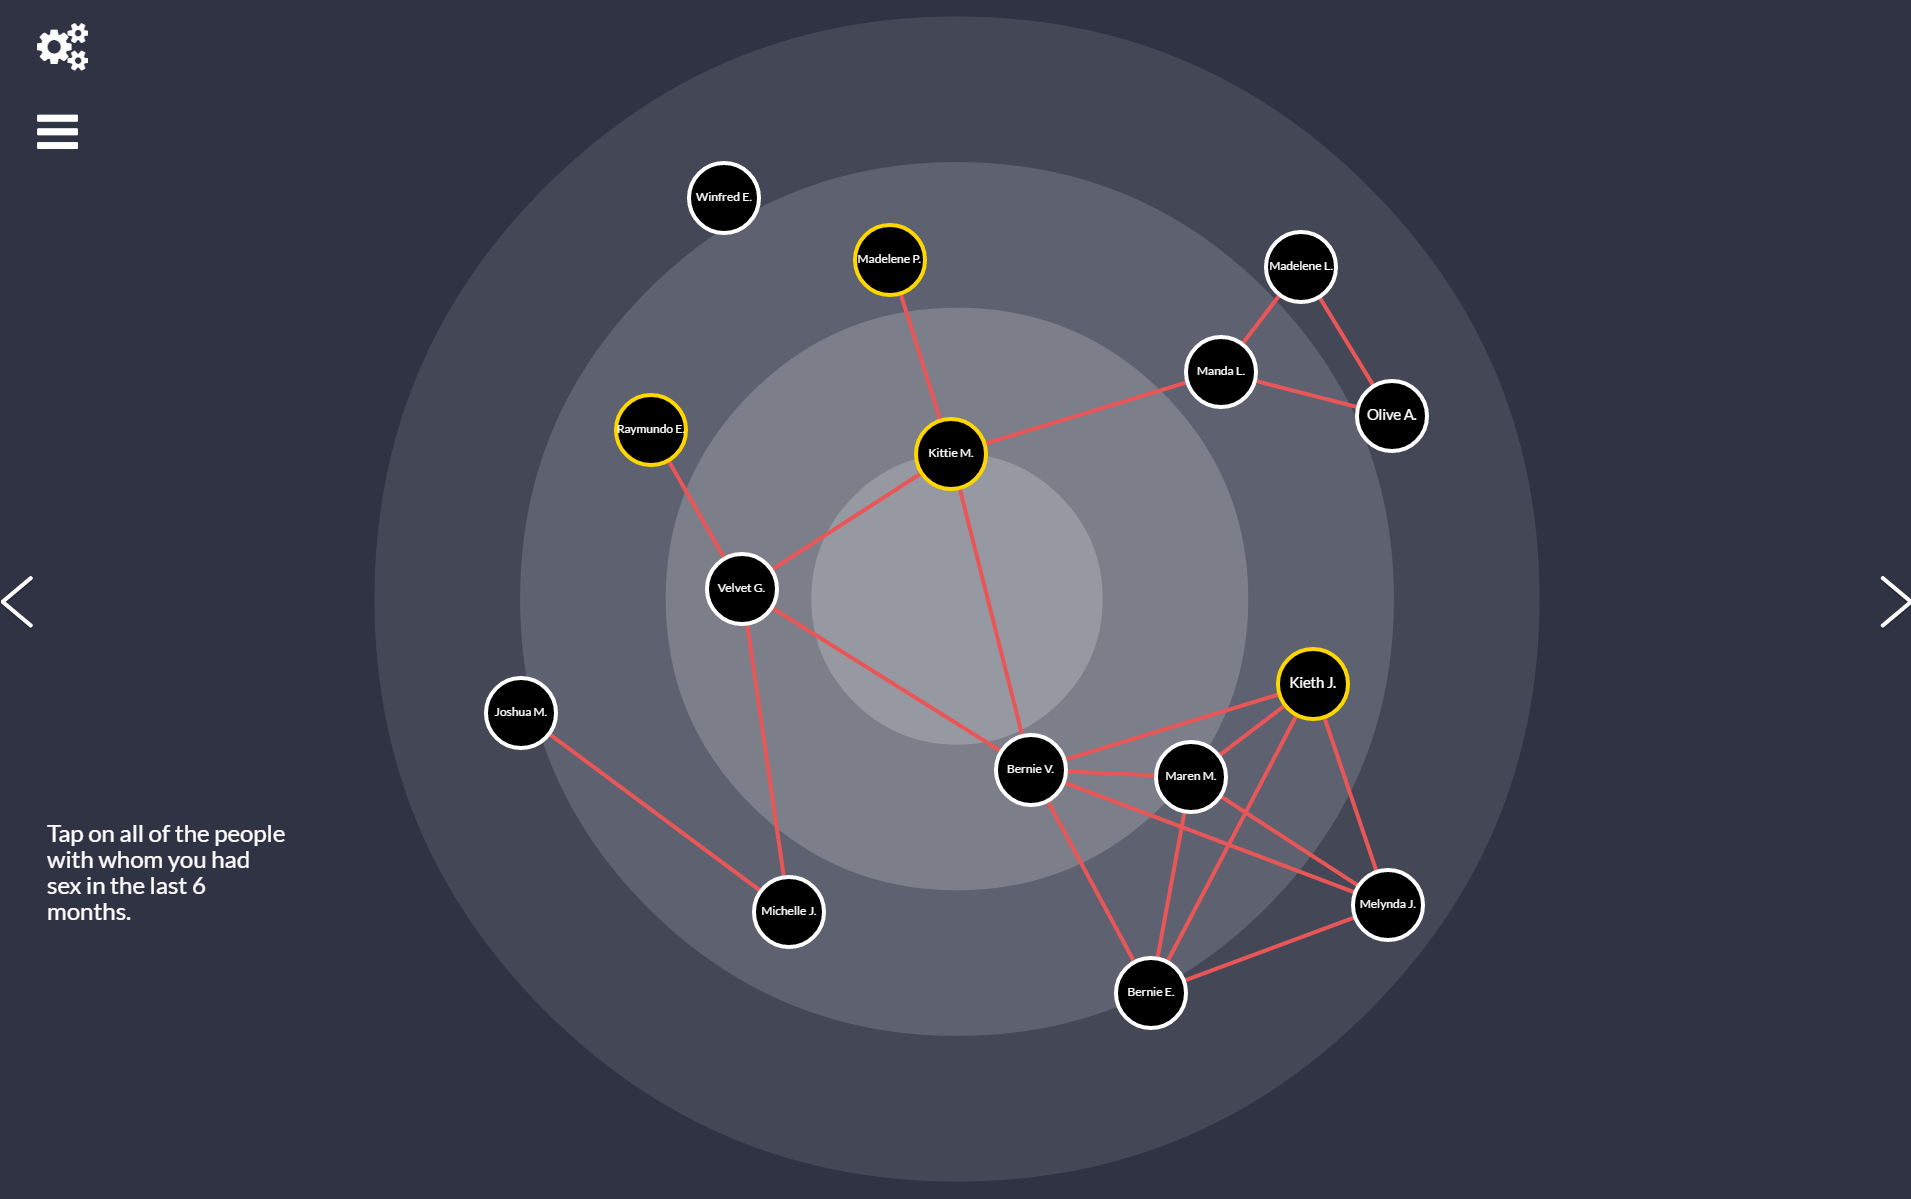 Winfred E.
Madelene P.
Madelene L.
Manda L.
Olive A.
Raymundo E.
Kittie M.
Velvet G.
Kieth J.
Joshua M.
Bernie V.
Maren M.
Tap on all of the people
with whom you had
sex in the last 6
months.
Michelle J.
Melynda J.
Bernie E.